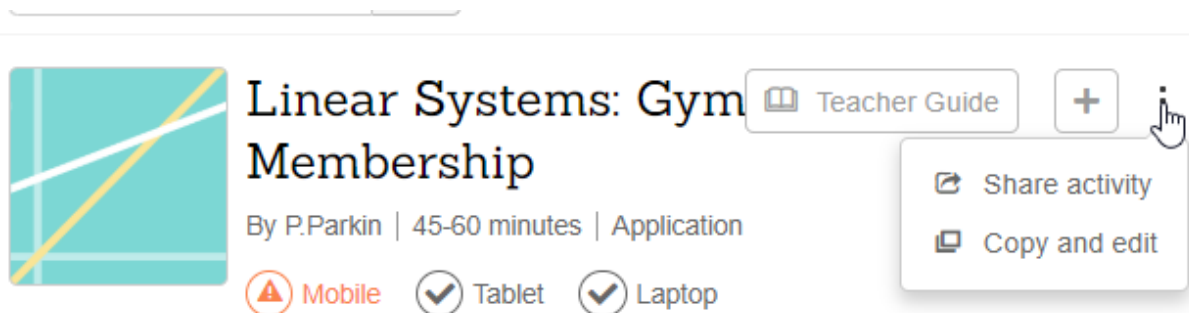 Linear Systems: Gym
Membership
Teacher Guide
By P.Parkin | 45-60 minutes | Application
Mobile
Tablet
Laptop
Share activity
Copy and edit